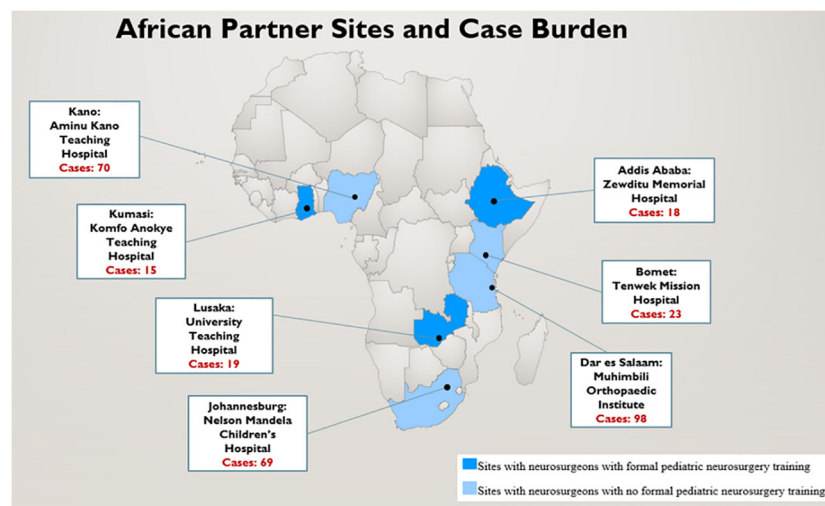 African Partner Sites and Case Burden
Kano:
Aminu Kano
Teaching
Hospital
Cases: 70
Kumasi:
Komfo Anokye
Teaching
Hospital
Cases: 15
Lusaka:
University
Teaching
Hospital
Cases: 19
Johannesburg:
Nelson Mandela
Children's
Hospital
Cases: 69
Addis Ababa:
Zewditu Memorial
Hospital
Cases: 18
Bomet:
Tenwek Mission
Hospital
Cases: 23
Dar es Salaam:
Muhimbili
Orthopaedic
Institute
Cases: 98
Sites with neurosurgeons with formal pediatric neurosurgery training
Sites with neurosurgeons with no formal pediatric neurosurgery training